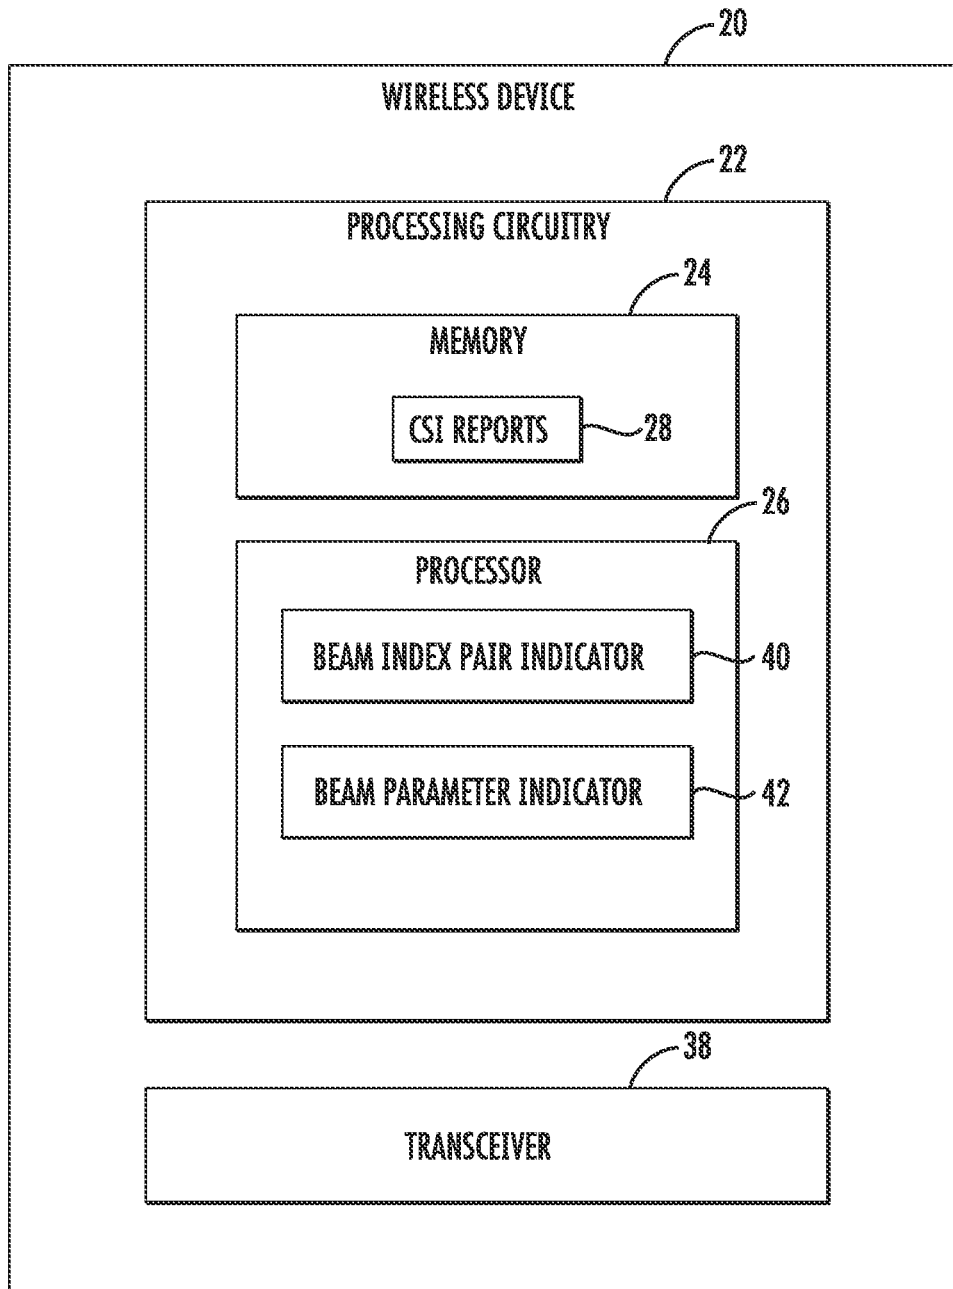 20
WIRELESS DEVICE
22
PROCESSING CIRCUITRY
24
MEMORY
CSI REPORTS
28
26
PROCESSOR
BEAM INDEX PAIR INDICATOR
40
BEAM PARAMETER INDICATOR
42
38
TRANSCEIVER